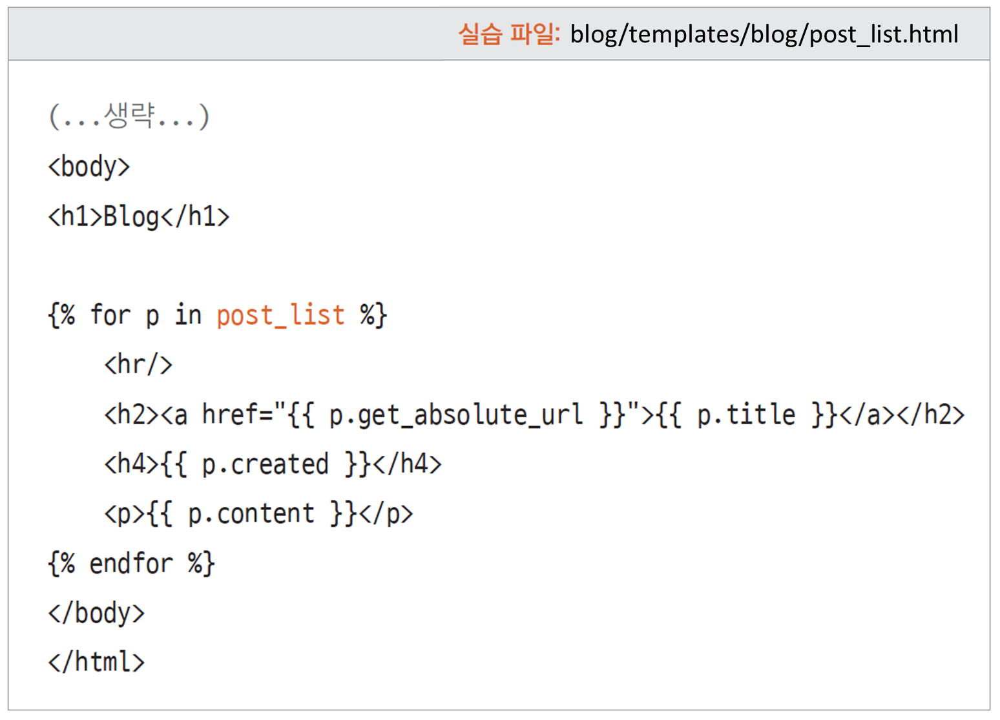 실습 파일: blog/templates/blog/post_list.html
(...생략...)
<body>
<h1>Blog</h1>
{% for p in post_list %}
<hr/>
<h2><a href="{{ p.get_absolute_url }}">{{ p.title }}</a></h2>
<h4>{{ p.created }}</h4>
<p>{{ p.content }}</p>
{% endfor %}
</body>
</html>